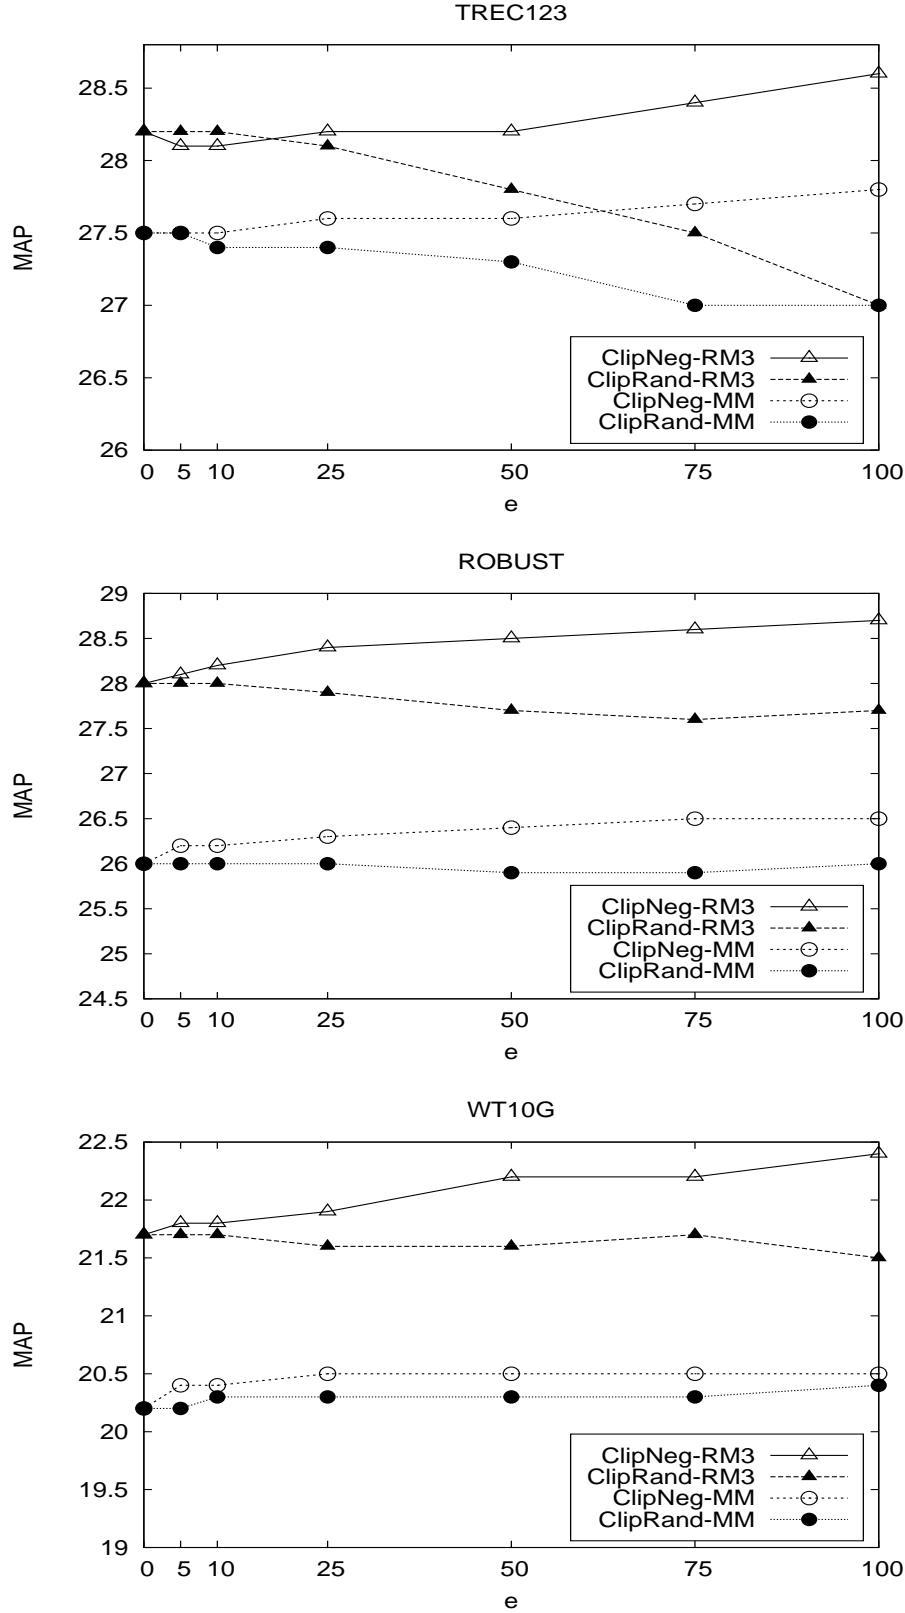 TREC123
28.5
28
27.5
27
26.5
26
MAP
ClipNeg-RM3
ClipRand-RM3
ClipNeg-MM
ClipRand-MM
0 5 10 25 50 75 100
e
ROBUST
29
28.5
28
27.5
27
26.5
26
25.5
25
24.5
MAP
ClipNeg-RM3
ClipRand-RM3
ClipNeg-MM
ClipRand-MM
0 5 10 25 50 75 100
e
WT10G
22.5
22
21.5
21
20.5
20
19.5
19
MAP
ClipNeg-RM3
ClipRand-RM3
ClipNeg-MM
ClipRand-MM
0 5 10 25 50 75 100
e